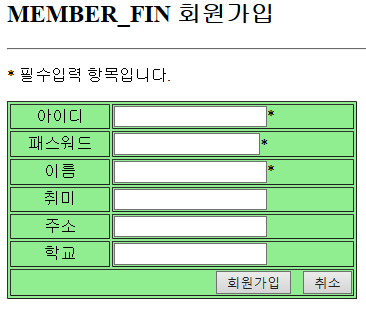 MEMBER_FIN 회원가입
* 필수입력 항목입니다.
아이디 *
패스워드 *
이름 *
취미
주소
학교
회원가입 취소